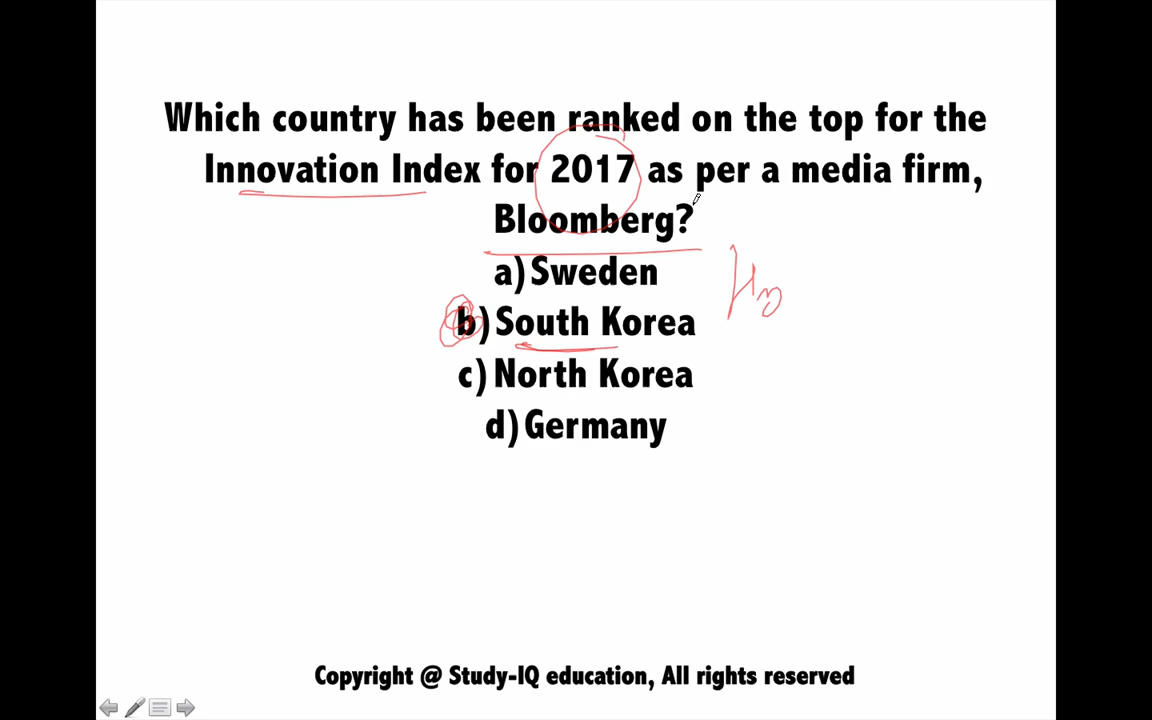 Which country has been ranked on the top for the
Innovation Index for 2017 as per a media firm,
Bloomberg?
a) Sweden
b) South Korea
c) North Korea
d) Germany
Copyright @ Study-IQ education, All rights reserved